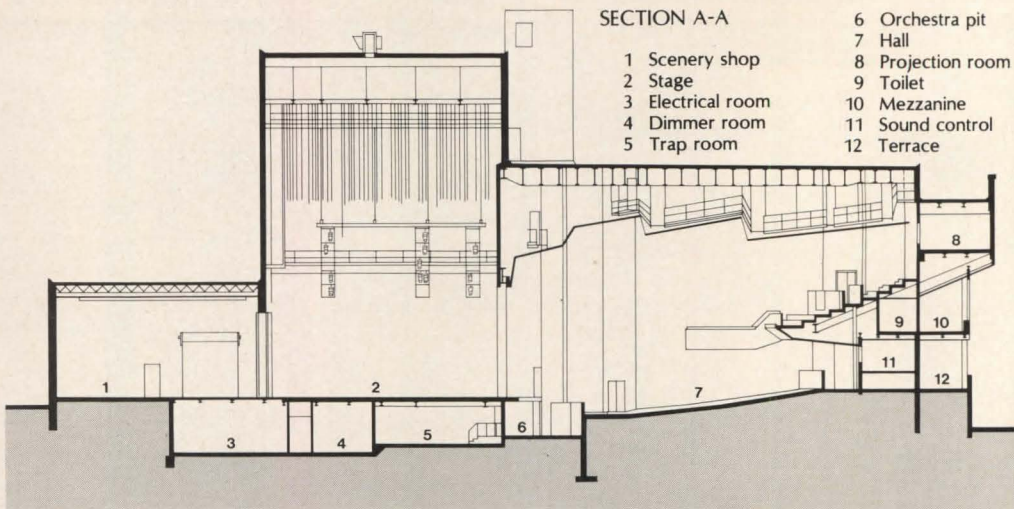 SECTION A-A
1 Scenery shop
2 Stage
3 Electrical room
4 Dimmer room
5 Trap room
6 Orchestra pit
7 Hall
8 Projection room
9 Toilet
10 Mezzanine
11 Sound control
12 Terrace
8
9 10
11
12
1
2
7
3
4
5
6